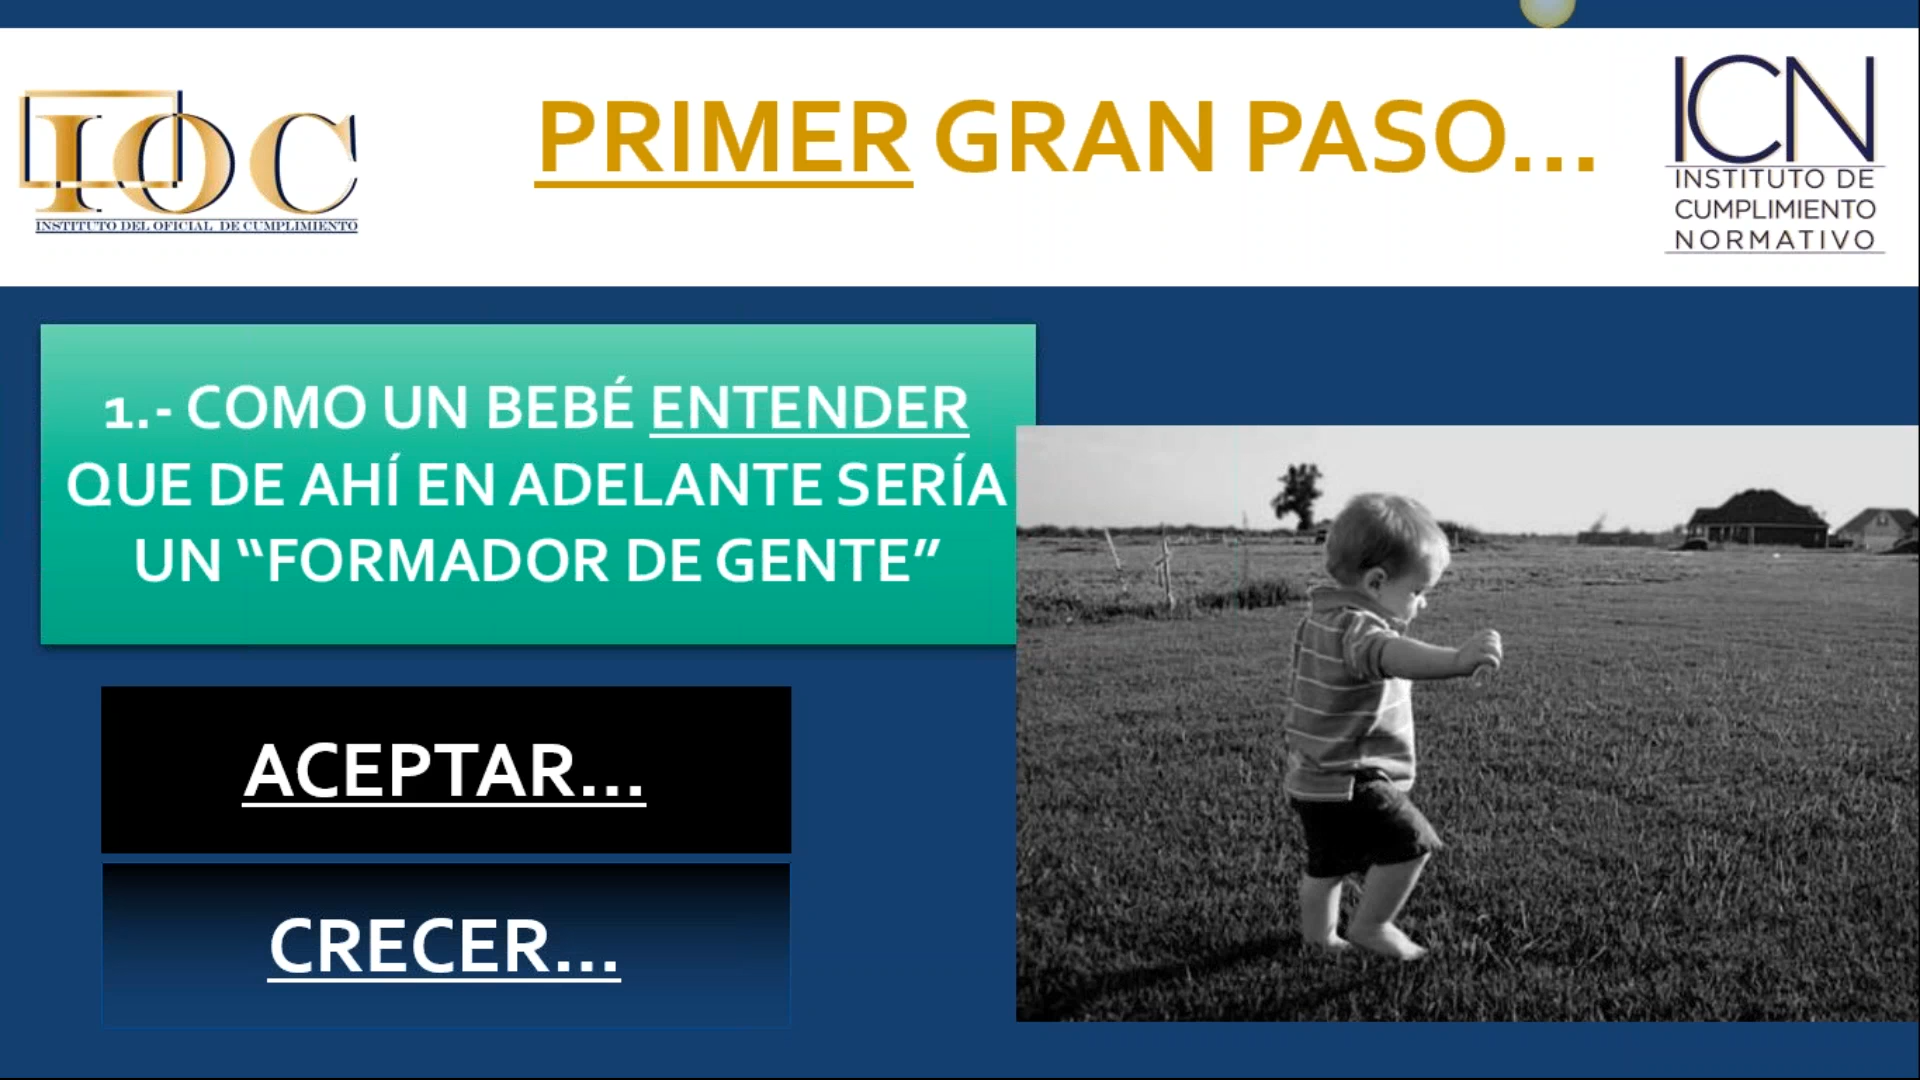 IOC
INSTITUTO DEL OFICIAL DE CUMPLIMIENTO
PRIMER GRAN PASO...
ICN
INSTITUTO DE
CUMPLIMIENTO
NORMATIVO
1.- COMO UN BEBÉ ENTENDER
QUE DE AHÍ EN ADELANTE SERÍA
UN “FORMADOR DE GENTE”
ACEPTAR...
CRECER...